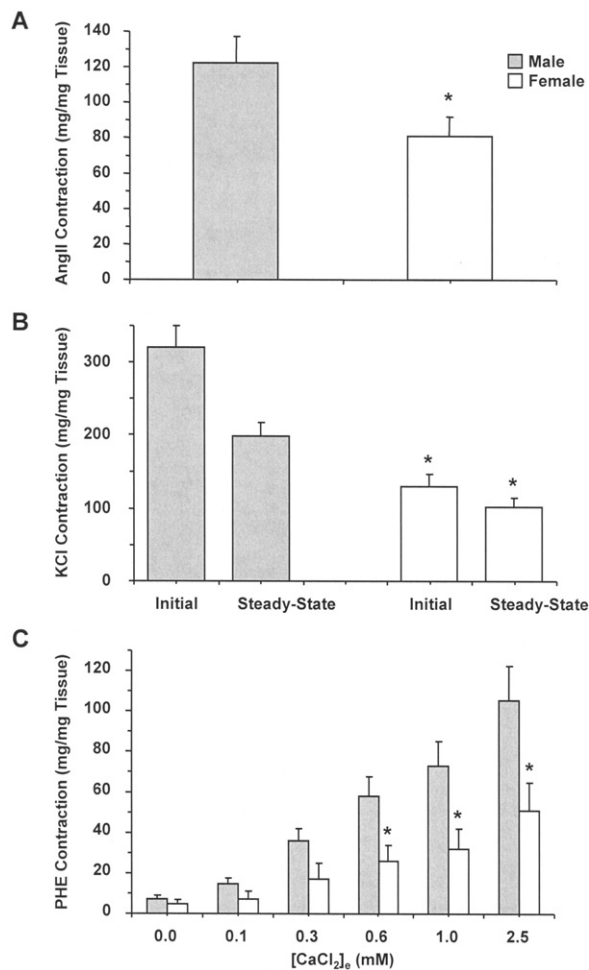 A
AngII Contraction (mg/mg Tissue)
140
120
100
80
60
40
20
0
*
Male
Female
B
KCl Contraction (mg/mg Tissue)
300
200
100
0
*
*
Initial
Steady-State
Initial
Steady-State
C
PHE Contraction (mg/mg Tissue)
120
100
80
60
40
20
0
*
*
*
0.0
0.1
0.3
0.6
1.0
2.5
[CaCl2]e (mM)